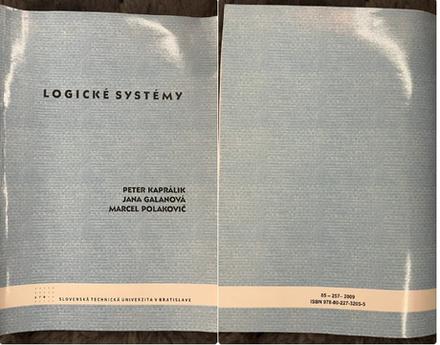 LOGICKÉ SYSTÉMY
PETER KAPRÁLIK
JANA GALANOVÁ
MARCEL POLAKOVIČ
SLOVENSKÁ TECHNICKÁ UNIVERZITA V BRATISLAVE
85 – 257– 2009
ISBN 978-80-227-3205-5